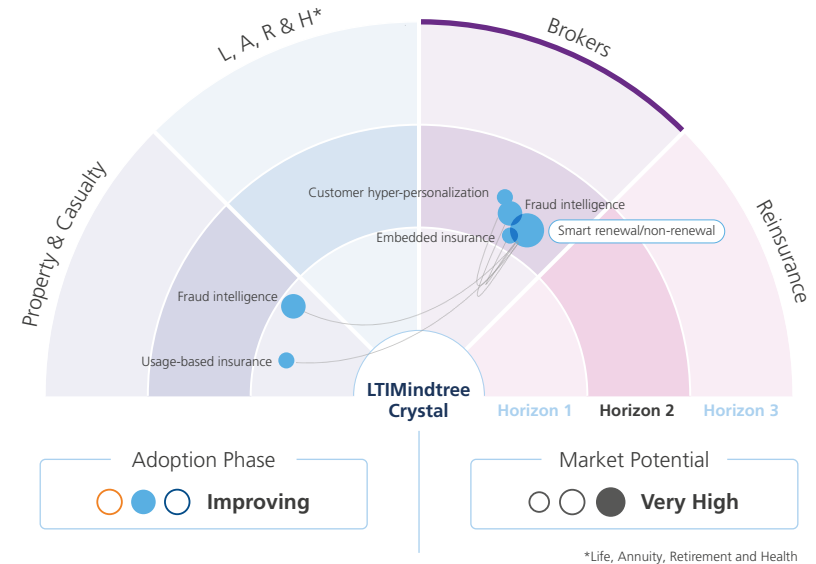 L, A, R & H*
Brokers
Property & Casualty
Reinsurance
Customer hyper-personalization
Fraud intelligence
Smart renewal/non-renewal
Embedded insurance
Fraud intelligence
Usage-based insurance
LTIMindtree
Crystal
Horizon 1
Horizon 2
Horizon 3
Adoption Phase
Improving
Market Potential
Very High
*Life, Annuity, Retirement and Health